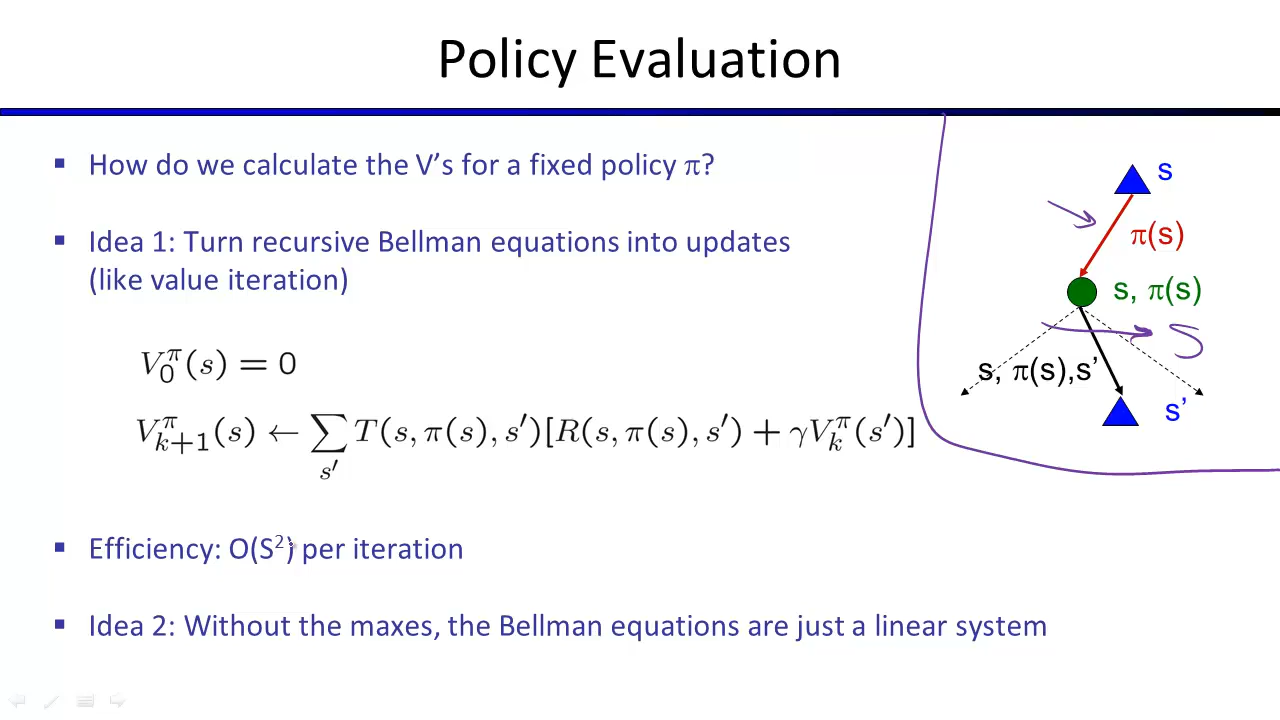 Policy Evaluation
▪ How do we calculate the V’s for a fixed policy π?
▪ Idea 1: Turn recursive Bellman equations into updates
(like value iteration)
V₀^π(s) = 0
V_{k+1}^π(s) ← ∑_{s′} T(s, π(s), s′)[R(s, π(s), s′) + γV_k^π(s′)]
▪ Efficiency: O(S²) per iteration
▪ Idea 2: Without the maxes, the Bellman equations are just a linear system
s
π(s)
s, π(s)
S
s, π(s),s’
s’